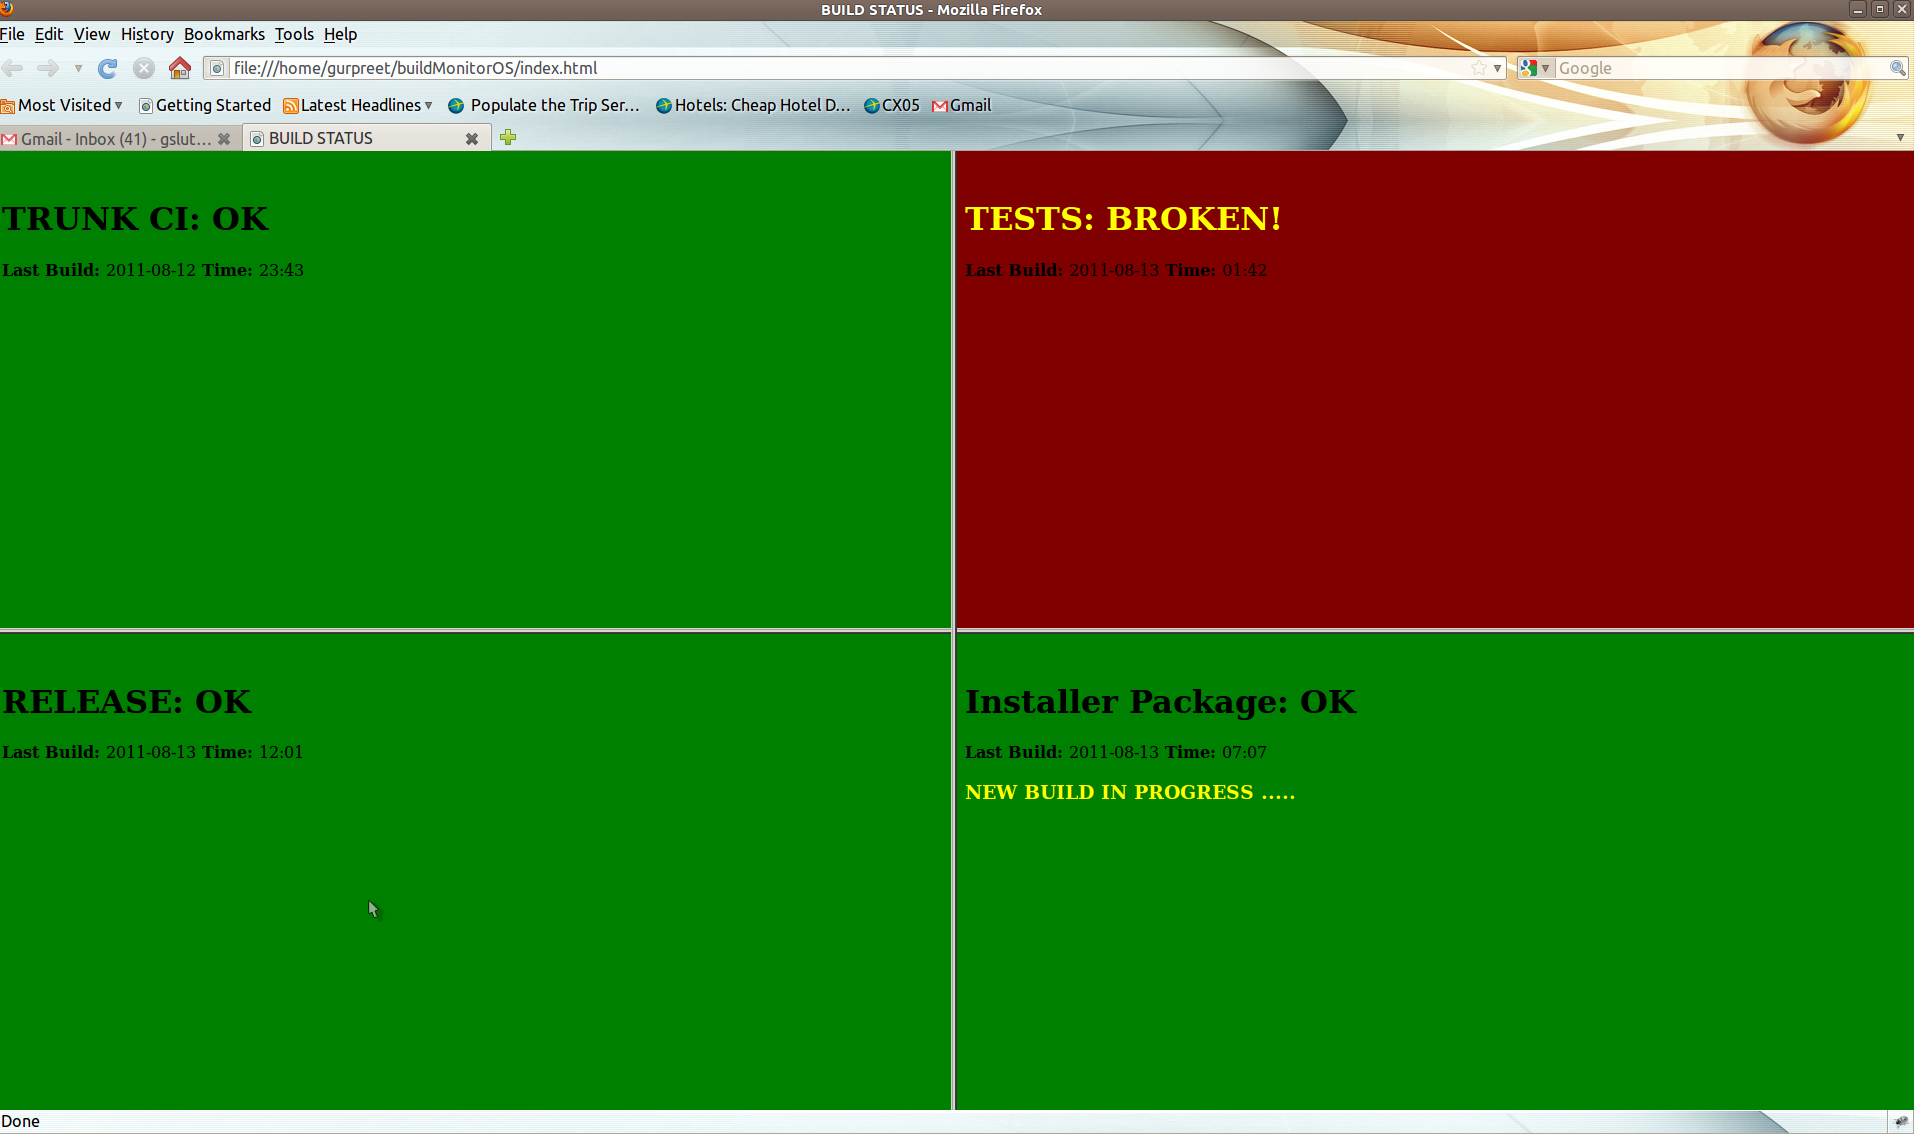 BUILD STATUS - Mozilla Firefox
File Edit View History Bookmarks Tools Help
file:///home/gurpreet/buildMonitorOS/index.html
Google
Most Visited Getting Started Latest Headlines Populate the Trip Ser... Hotels: Cheap Hotel D... CX05 Gmail
Gmail - Inbox (41) - gslut... BUILD STATUS
TRUNK CI: OK
Last Build: 2011-08-12 Time: 23:43
TESTS: BROKEN!
Last Build: 2011-08-13 Time: 01:42
RELEASE: OK
Last Build: 2011-08-13 Time: 12:01
Installer Package: OK
Last Build: 2011-08-13 Time: 07:07
NEW BUILD IN PROGRESS .....
Done